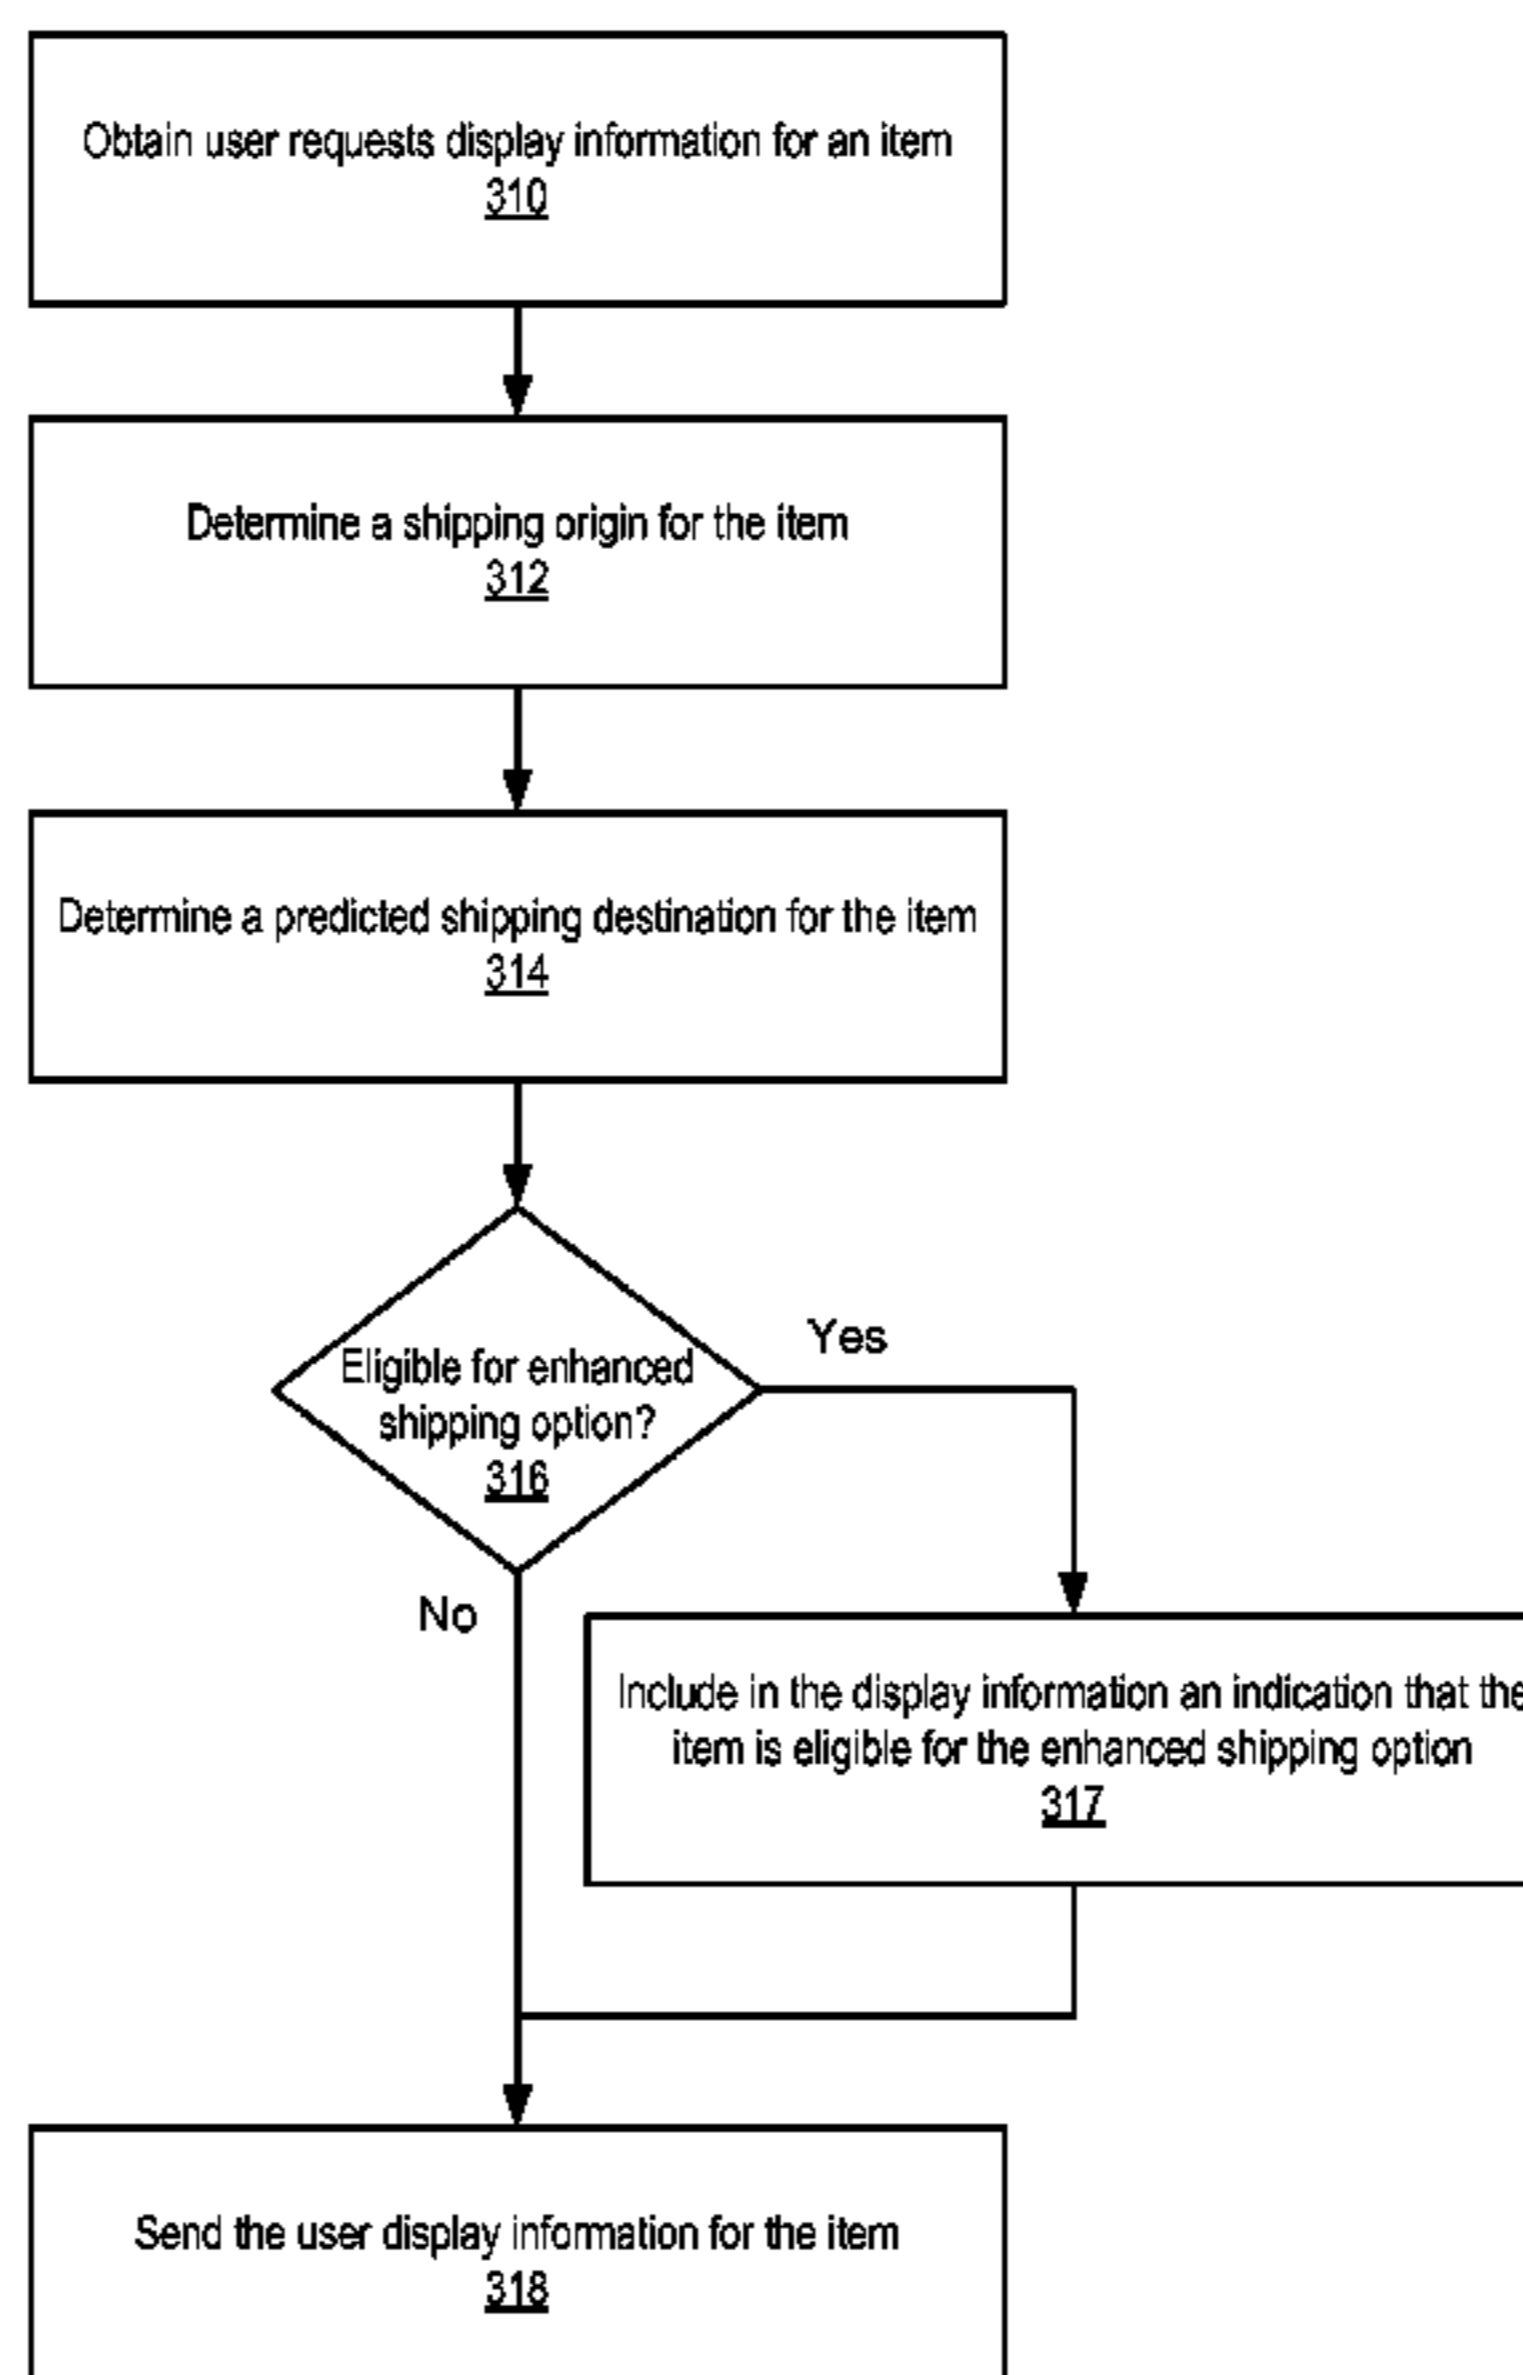 Obtain user requests display information for an item
310
Determine a shipping origin for the item
312
Determine a predicted shipping destination for the item
314
Eligible for enhanced
shipping option?
316
Yes
No
Include in the display information an indication that the
item is eligible for the enhanced shipping option
317
Send the user display information for the item
318